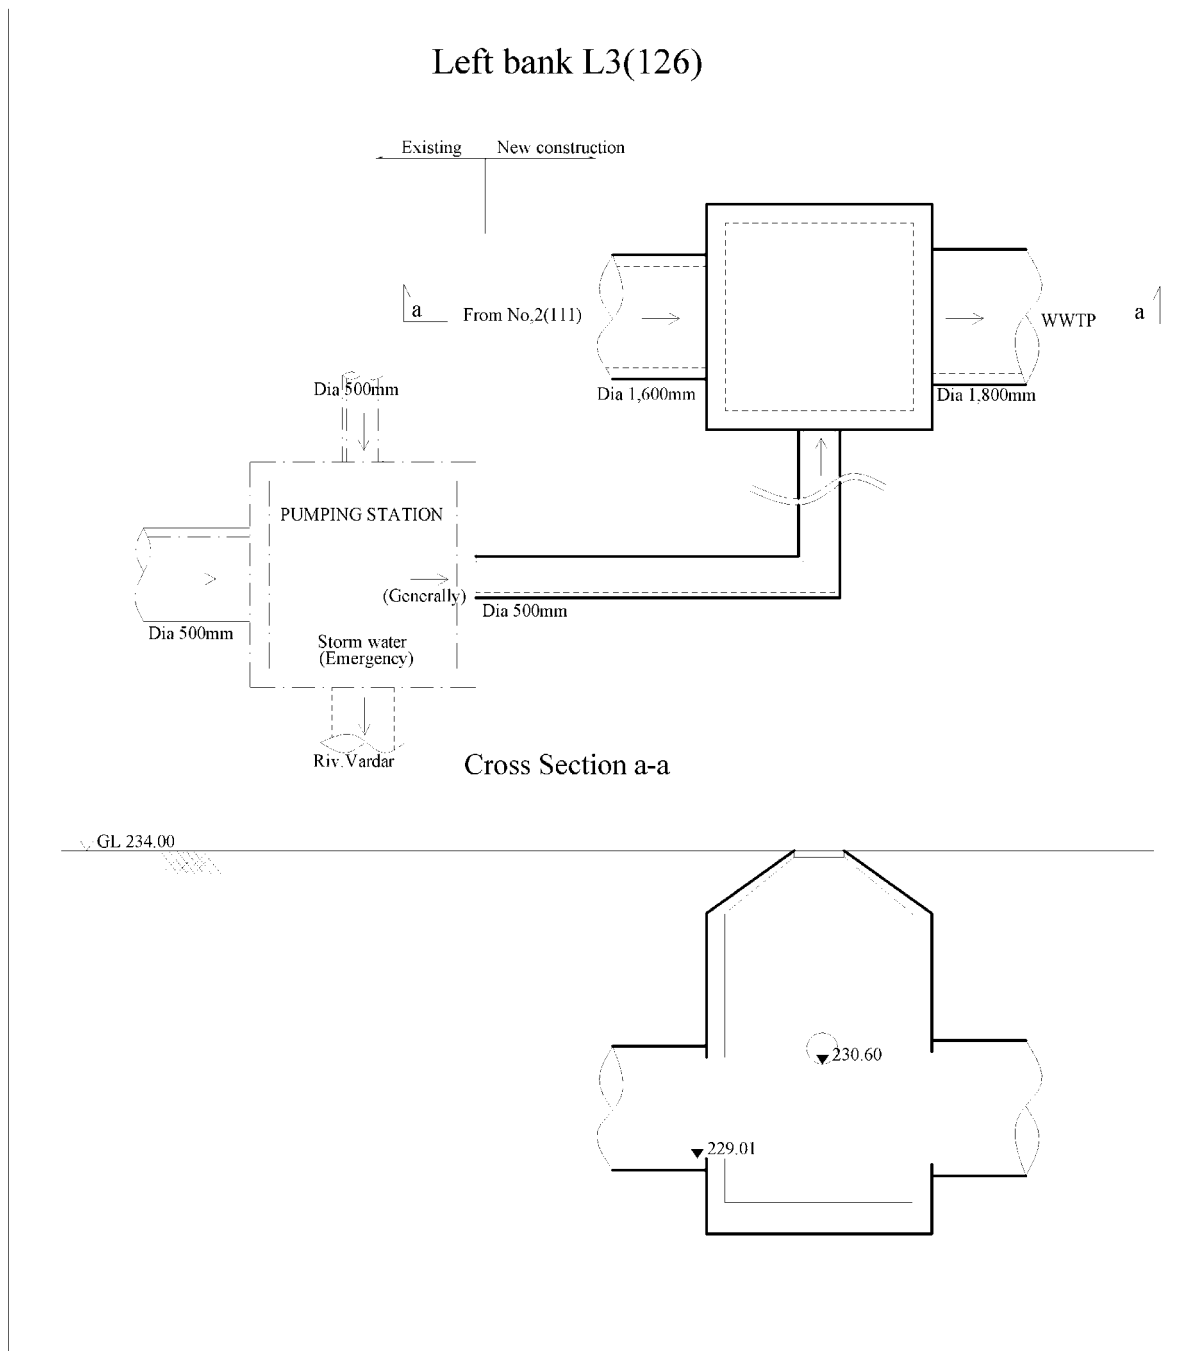 Left bank L3(126)
Existing
New construction
a
From No,2(111)
WWTP
a
Dia 500mm
Dia 1,600mm
Dia 1,800mm
PUMPING STATION
(Generally)
Dia 500mm
Dia 500mm
Storm water
(Emergency)
Riv.Vardar
Cross Section a-a
GL 234.00
230.60
229.01